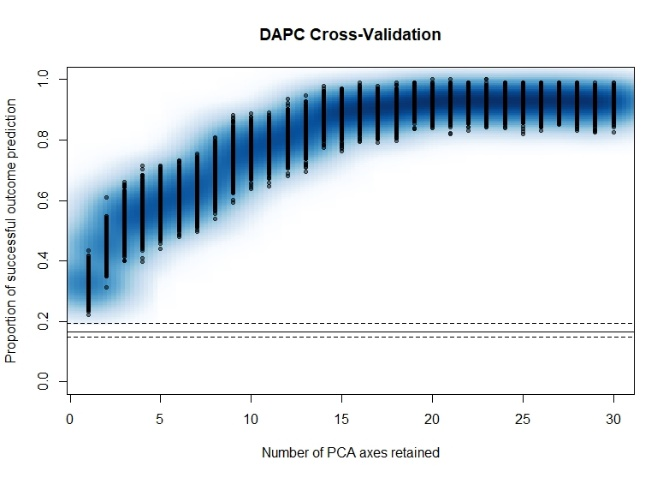 DAPC Cross-Validation
Proportion of successful outcome prediction
1.0
0.8
0.6
0.4
0.2
0.0
0 5 10 15 20 25 30
Number of PCA axes retained